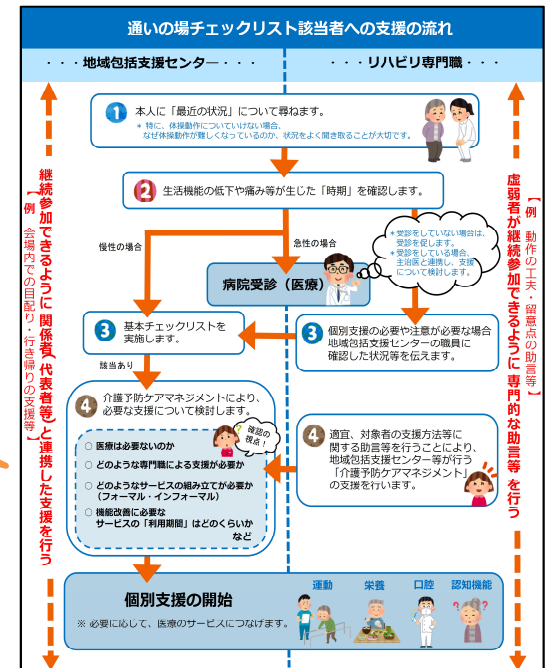 通いの場チェックリスト該当者への支援の流れ
・・・地域包括支援センター・・・
・・・リハビリ専門職・・・
1 本人に「最近の状況」について尋ねます。
＊特に、体操動作についていけない場合、
なぜ体操動作が難しくなっているのか、状況をよく聞き取ることが大切です。
2 生活機能の低下や痛み等が生じた「時期」を確認します。
慢性の場合
急性の場合
＊受診をしていない場合は、
受診を促します。
＊受診している場合、
主治医と連携し、支援
について検討します。
病院受診（医療）
3 基本チェックリストを
実施します。
3 個別支援の必要や注意が必要な場合
地域包括支援センターの職員に
確認した状況等を伝えます。
該当あり
4 介護予防ケアマネジメントにより、
必要な支援について検討します。
確認の
視点！
○ 医療は必要ないのか
○ どのような専門職による支援が必要か
○ どのようなサービスの組み立てが必要か
（フォーマル・インフォーマル）
○ 機能改善に必要な
サービスの「利用期間」はどのくらいか
など
4 適宜、対象者の支援方法等に
関する助言等を行うことにより、
地域包括支援センター等が行う
「介護予防ケアマネジメント」
の支援を行います。
個別支援の開始
※ 必要に応じて、医療のサービスにつなげます。
運動
栄養
口腔
認知機能
継続参加できるように関係者（代表者等）と連携した支援を行う
【例 会場内での目配り・行き帰りの支援等】
虚弱者が継続参加できるように専門的な助言等を行う
【例 動作の工夫・留意点の助言等】